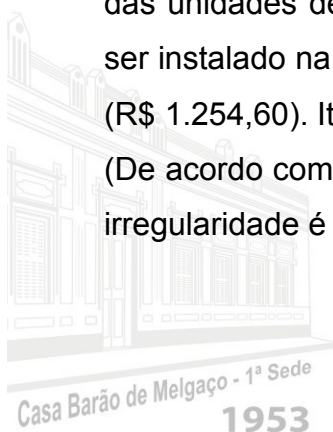 das unidades de
ser instalado na
(R$ 1.254,60). It
(De acordo com
irregularidade é
Casa Barão de Melgaço - 1ª Sede
1953